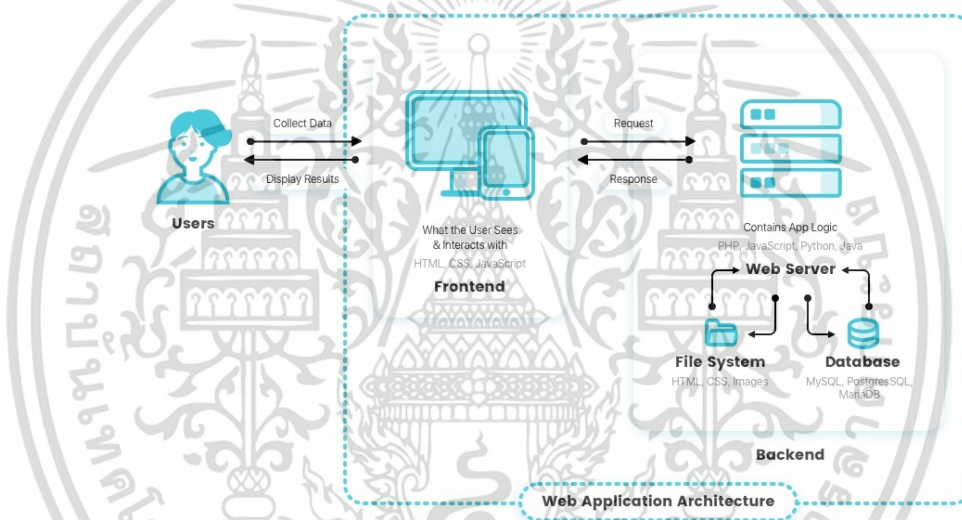 Collect Data
Display Results
Users
What the User Sees
& Interacts with
HTML, CSS, JavaScript
Frontend
Request
Response
Contains App Logic
PHP, JavaScript, Python, Java
Web Server
File System
HTML, CSS, Images
Database
MySQL, PostgresSQL,
MariaDB
Backend
Web Application Architecture